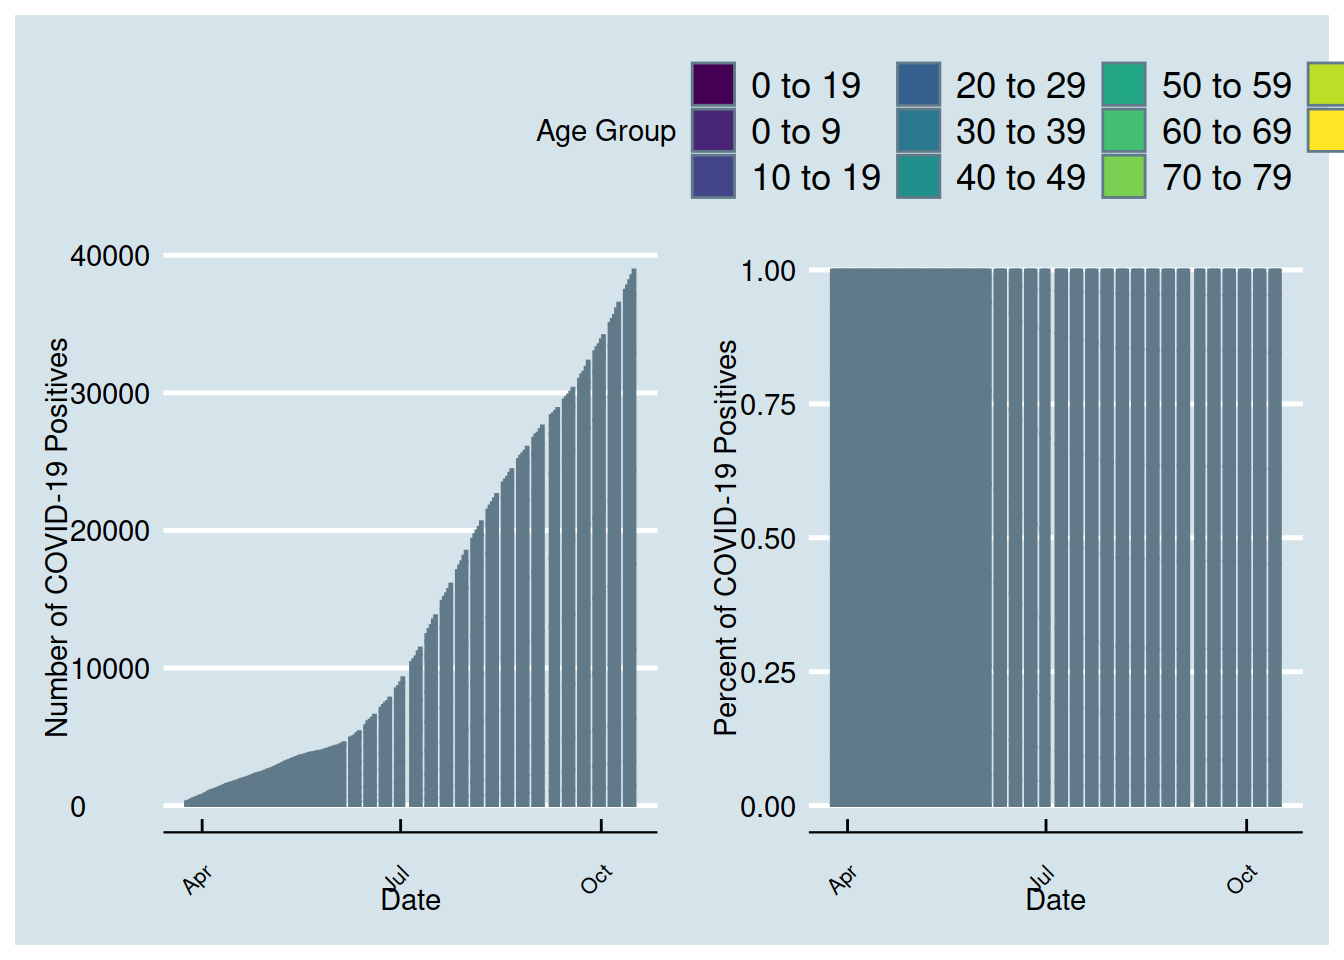 0 to 19 20 to 29 50 to 59
Age Group 0 to 9 30 to 39 60 to 69
10 to 19 40 to 49 70 to 79
Number of COVID-19 Positives
40000
30000
20000
10000
0
Apr Jul Oct
Date
Percent of COVID-19 Positives
1.00
0.75
0.50
0.25
0.00
Apr Jul Oct
Date